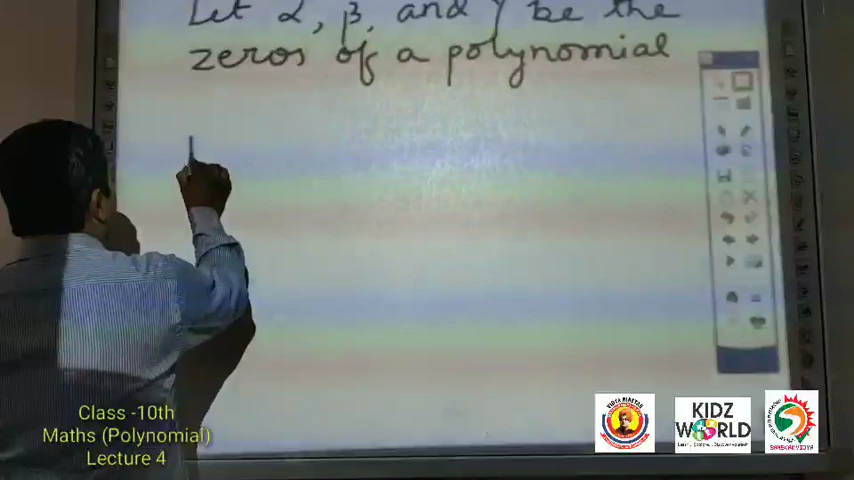 Let α, β, and γ be the
zeros of a polynomial
Class -10th
Maths (Polynomial)
Lecture 4
KIDZ
WORLD